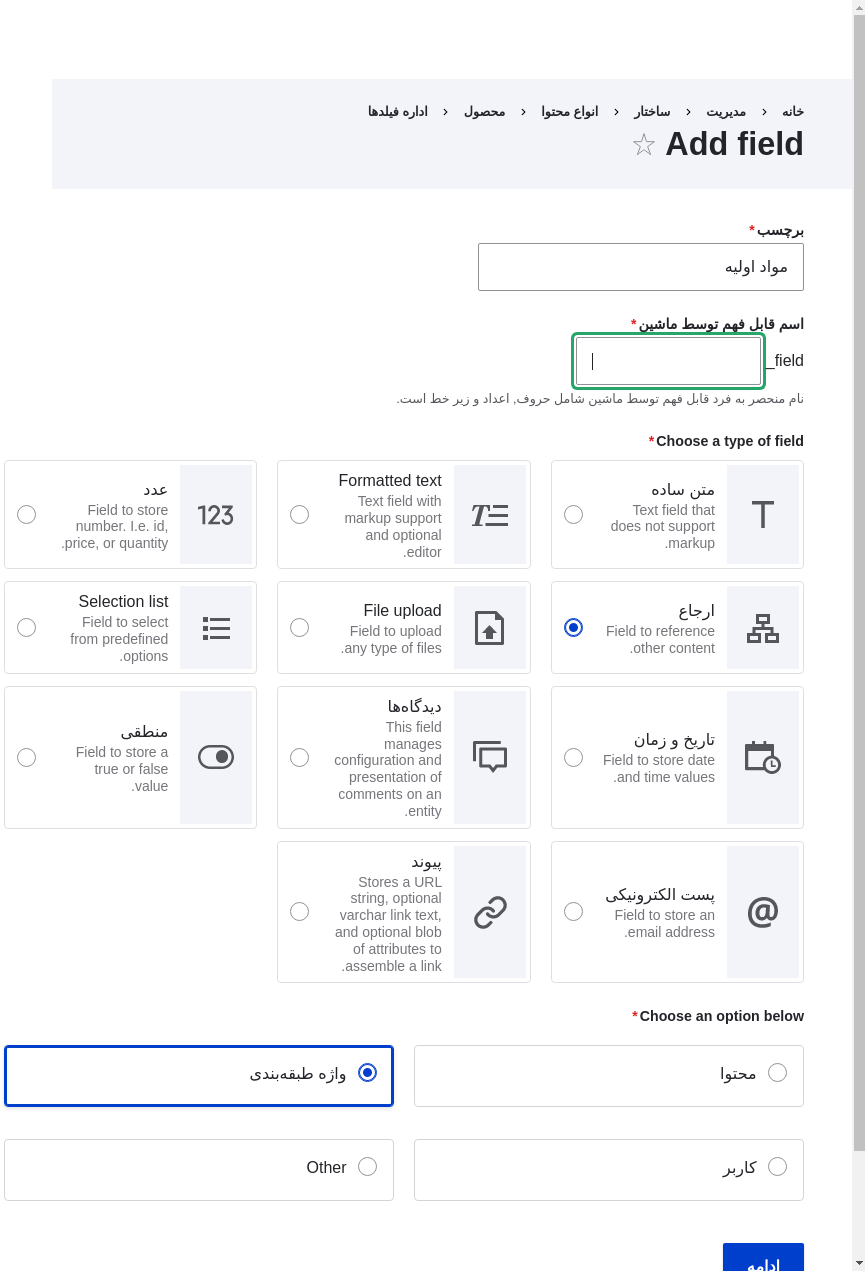 خانه › مدیریت › ساختار › انواع محتوا › محصول › اداره فیلدها
Add field ☆
برچسب *
مواد اولیه
اسم قابل فهم توسط ماشین *
field_
نام منحصر به فرد قابل فهم توسط ماشین شامل حروف, اعداد و زیر خط است.
Choose a type of field *
متن ساده
Text field that
does not support
markup.
Formatted text
Text field with
markup support
and optional
editor.
عدد
Field to store
number. I.e. id,
price, or quantity.
ارجاع
Field to reference
other content.
File upload
Field to upload
any type of files.
Selection list
Field to select
from predefined
options.
تاریخ و زمان
Field to store date
and time values.
دیدگاه‌ها
This field
manages
configuration and
presentation of
comments on an
entity.
منطقی
Field to store a
true or false
value.
پست الکترونیکی
Field to store an
email address.
پیوند
Stores a URL
string, optional
varchar link text,
and optional blob
of attributes to
assemble a link.
Choose an option below *
محتوا
واژه طبقه‌بندی
کاربر
Other
ادامه